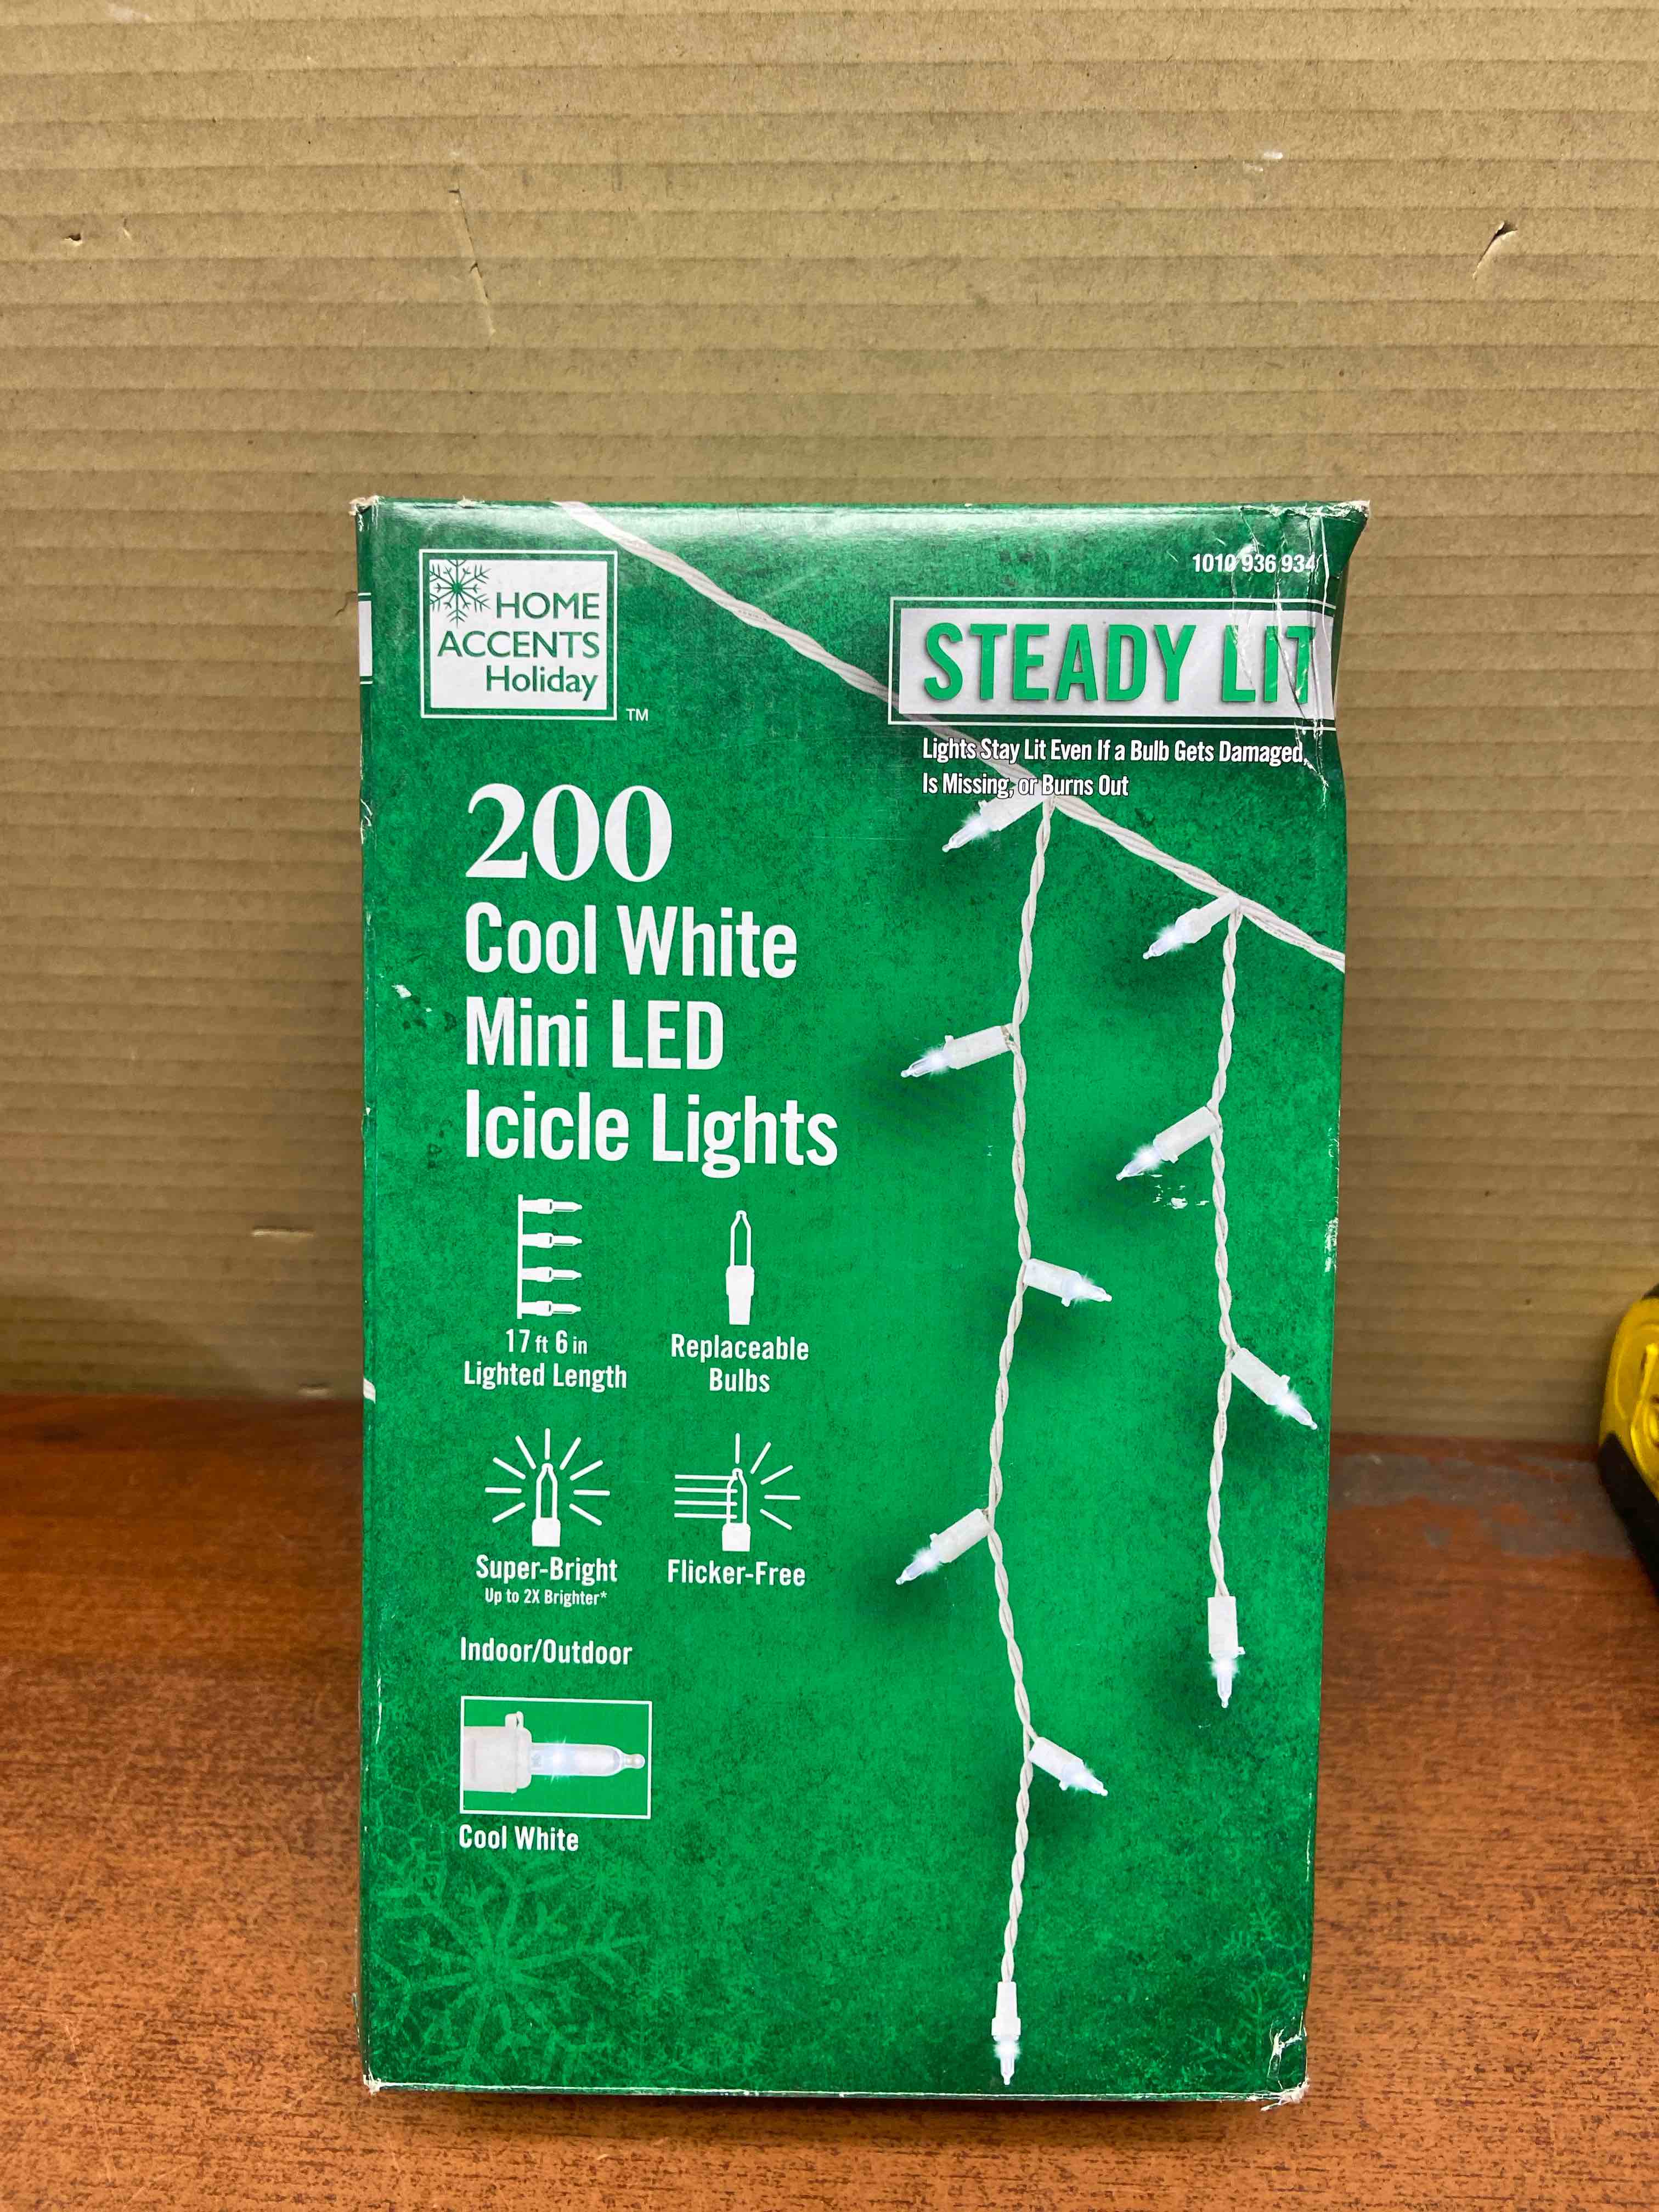 HOME
ACCENTS
Holiday
TM
1010 936 934
STEADY LIT
Lights Stay Lit Even If a Bulb Gets Damaged,
Is Missing, or Burns Out
200
Cool White
Mini LED
Icicle Lights
17 ft 6 in
Lighted Length
Replaceable
Bulbs
Super-Bright
Up to 2X Brighter*
Flicker-Free
Indoor/Outdoor
Cool White